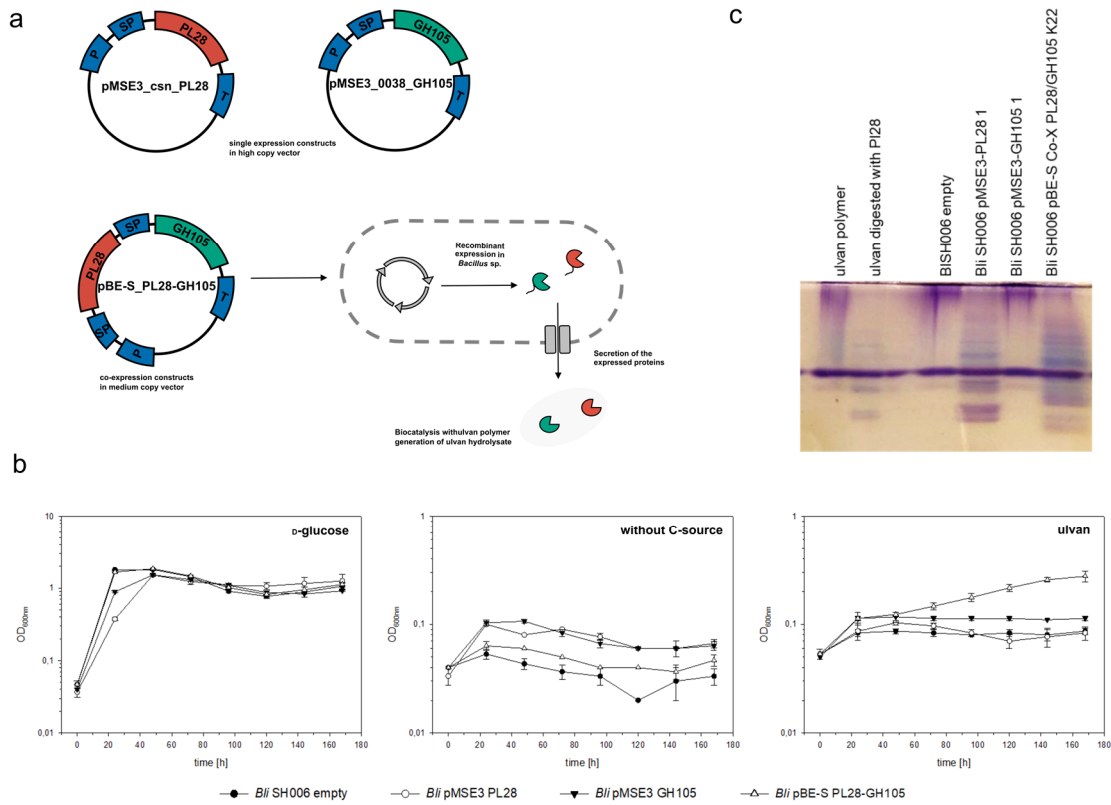 a
P
SP
PL28
T
pMSE3_csn_PL28
P
SP
GH105
T
pMSE3_0038_GH105
single expression constructs
in high copy vector
P
SP
PL28
SP
GH105
T
pBE-S_PL28-GH105
co-expression constructs
in medium copy vector
Recombinant
expression in
Bacillus sp.
Secretion of the
expressed proteins
Biocatalysis withulvan polymer
generation of ulvan hydrolysate
c
ulvan polymer
ulvan digested with Pl28
BlSH006 empty
Bli SH006 pMSE3-PL28 1
Bli SH006 pMSE3-GH105 1
Bli SH006 pBE-S Co-X PL28/GH105 K22
b
D-glucose
10
1
0,1
0,01
OD600nm
0 20 40 60 80 100 120 140 160 180
time [h]
without C-source
1
0,1
0,01
OD600nm
0 20 40 60 80 100 120 140 160 180
time [h]
ulvan
1
0,1
0,01
OD600nm
0 20 40 60 80 100 120 140 160 180
time [h]
Bli SH006 empty
Bli pMSE3 PL28
Bli pMSE3 GH105
Bli pBE-S PL28-GH105